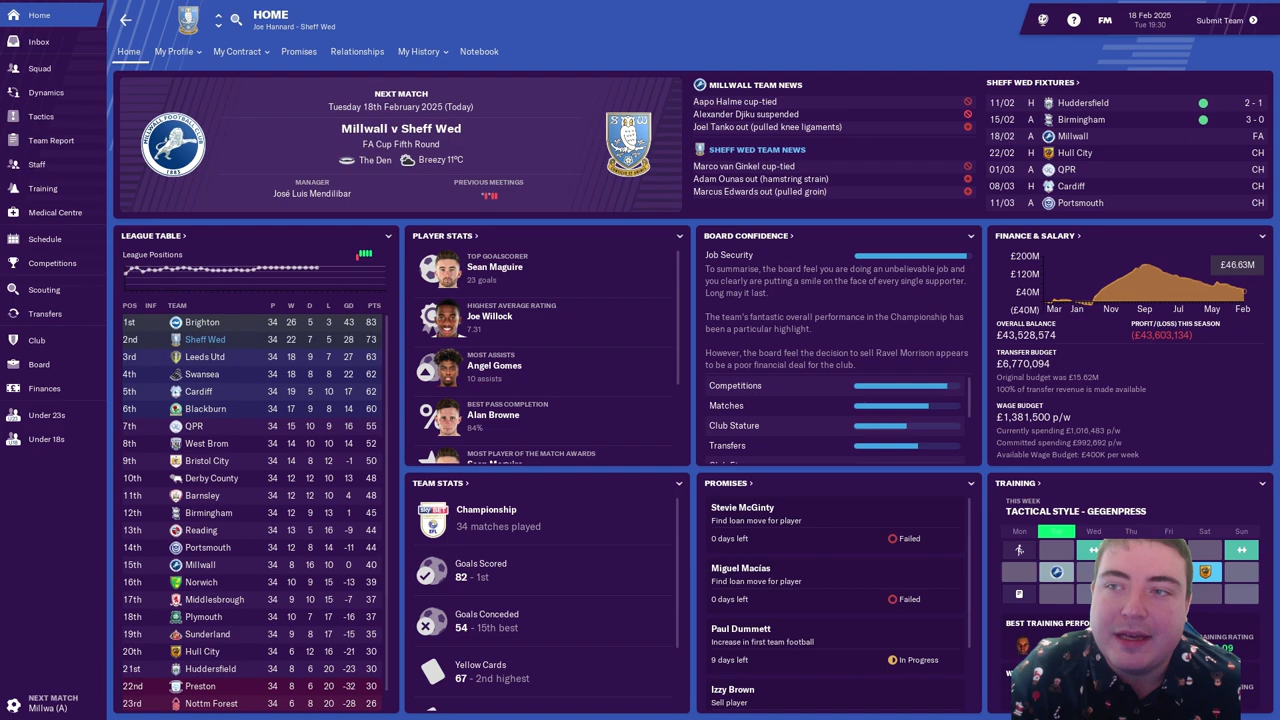 Home
Inbox
Squad
Dynamics
Tactics
Team Report
Staff
Training
Medical Centre
Schedule
Competitions
Scouting
Transfers
Club
Board
Finances
Under 23s
Under 18s
NEXT MATCH
Millwa (A)
HOME
Joe Hannard - Sheff Wed
FM
18 Feb 2025
Tue 19:30
Submit Team
Home My Profile My Contract Promises Relationships My History Notebook
NEXT MATCH
Tuesday 18th February 2025 (Today)
Millwall v Sheff Wed
FA Cup Fifth Round
The Den Breezy 11°C
MANAGER
José Luis Mendilibar
PREVIOUS MEETINGS
MILLWALL FOOTBALL CLUB
1885
MILLWALL TEAM NEWS
Aapo Halme cup-tied
Alexander Djiku suspended
Joel Tanko out (pulled knee ligaments)
SHEFF WED TEAM NEWS
Marco van Ginkel cup-tied
Adam Ounas out (hamstring strain)
Marcus Edwards out (pulled groin)
SHEFF WED FIXTURES >
11/02 H Huddersfield 2 - 1
15/02 A Birmingham 3 - 0
18/02 A Millwall FA
22/02 H Hull City CH
01/03 A QPR CH
08/03 H Cardiff CH
11/03 A Portsmouth CH
LEAGUE TABLE >
League Positions
POS INF TEAM P W D L GD PTS
1st Brighton 34 26 5 3 43 83
2nd Sheff Wed 34 22 7 5 28 73
3rd Leeds Utd 34 18 9 7 27 63
4th Swansea 34 18 8 8 22 62
5th Cardiff 34 19 5 10 17 62
6th Blackburn 34 17 9 8 14 60
7th QPR 34 15 10 9 16 55
8th West Brom 34 14 10 10 14 52
9th Bristol City 34 14 8 12 -1 50
10th Derby County 34 12 12 10 13 48
11th Barnsley 34 12 12 10 4 48
12th Birmingham 34 12 9 13 1 45
13th Reading 34 13 5 16 -9 44
14th Portsmouth 34 12 8 14 -11 44
15th Millwall 34 8 16 10 0 40
16th Norwich 34 10 9 15 -13 39
17th Middlesbrough 34 10 7 17 -4 37
18th Plymouth 34 10 7 17 -16 37
19th Sunderland 34 9 8 17 -15 35
20th Hull City 34 6 12 16 -21 30
21st Huddersfield 34 8 6 20 -23 30
22nd Preston 34 8 6 20 -32 30
23rd Nottm Forest 34 6 8 20 -28 26
PLAYER STATS >
TOP GOALSCORER
Sean Maguire
23 goals
HIGHEST AVERAGE RATING
Joe Willock
7.31
MOST ASSISTS
Angel Gomes
10 assists
%
BEST PASS COMPLETION
Alan Browne
84%
MOST PLAYER OF THE MATCH AWARDS
Sean Maguire
TEAM STATS >
sky BET
EFL
Championship
34 matches played
Goals Scored
82 - 1st
Goals Conceded
54 - 15th best
Yellow Cards
67 - 2nd highest
BOARD CONFIDENCE >
Job Security
To summarise, the board feel you are doing an unbelievable job and
you clearly are putting a smile on the face of every single supporter.
Long may it last.
The team's fantastic overall performance in the Championship has
been a particular highlight.
However, the board feel the decision to sell Ravel Morrison appears
to be a poor financial deal for the club.
Competitions
Matches
Club Stature
Transfers
PROMISES >
Stevie McGinty
Find loan move for player
0 days left Failed
Miguel Macías
Find loan move for player
0 days left Failed
Paul Dummett
Increase in first team football
9 days left In Progress
Izzy Brown
Sell player
FINANCE & SALARY >
£200M
£120M
£40M
(£40M)
£46.63M
Mar Jan Nov Sep Jul May Feb
OVERALL BALANCE
£43,528,574
PROFIT/(LOSS) THIS SEASON
(£43,603,134)
TRANSFER BUDGET
£6,770,094
Original budget was £15.62M
100% of transfer revenue is made available
WAGE BUDGET
£1,381,500 p/w
Currently spending £1,016,483 p/w
Committed spending £992,692 p/w
Available Wage Budget: £400K per week
TRAINING >
THIS WEEK
TACTICAL STYLE - GEGENPRESS
Mon Tue Wed Thu Fri Sat Sun